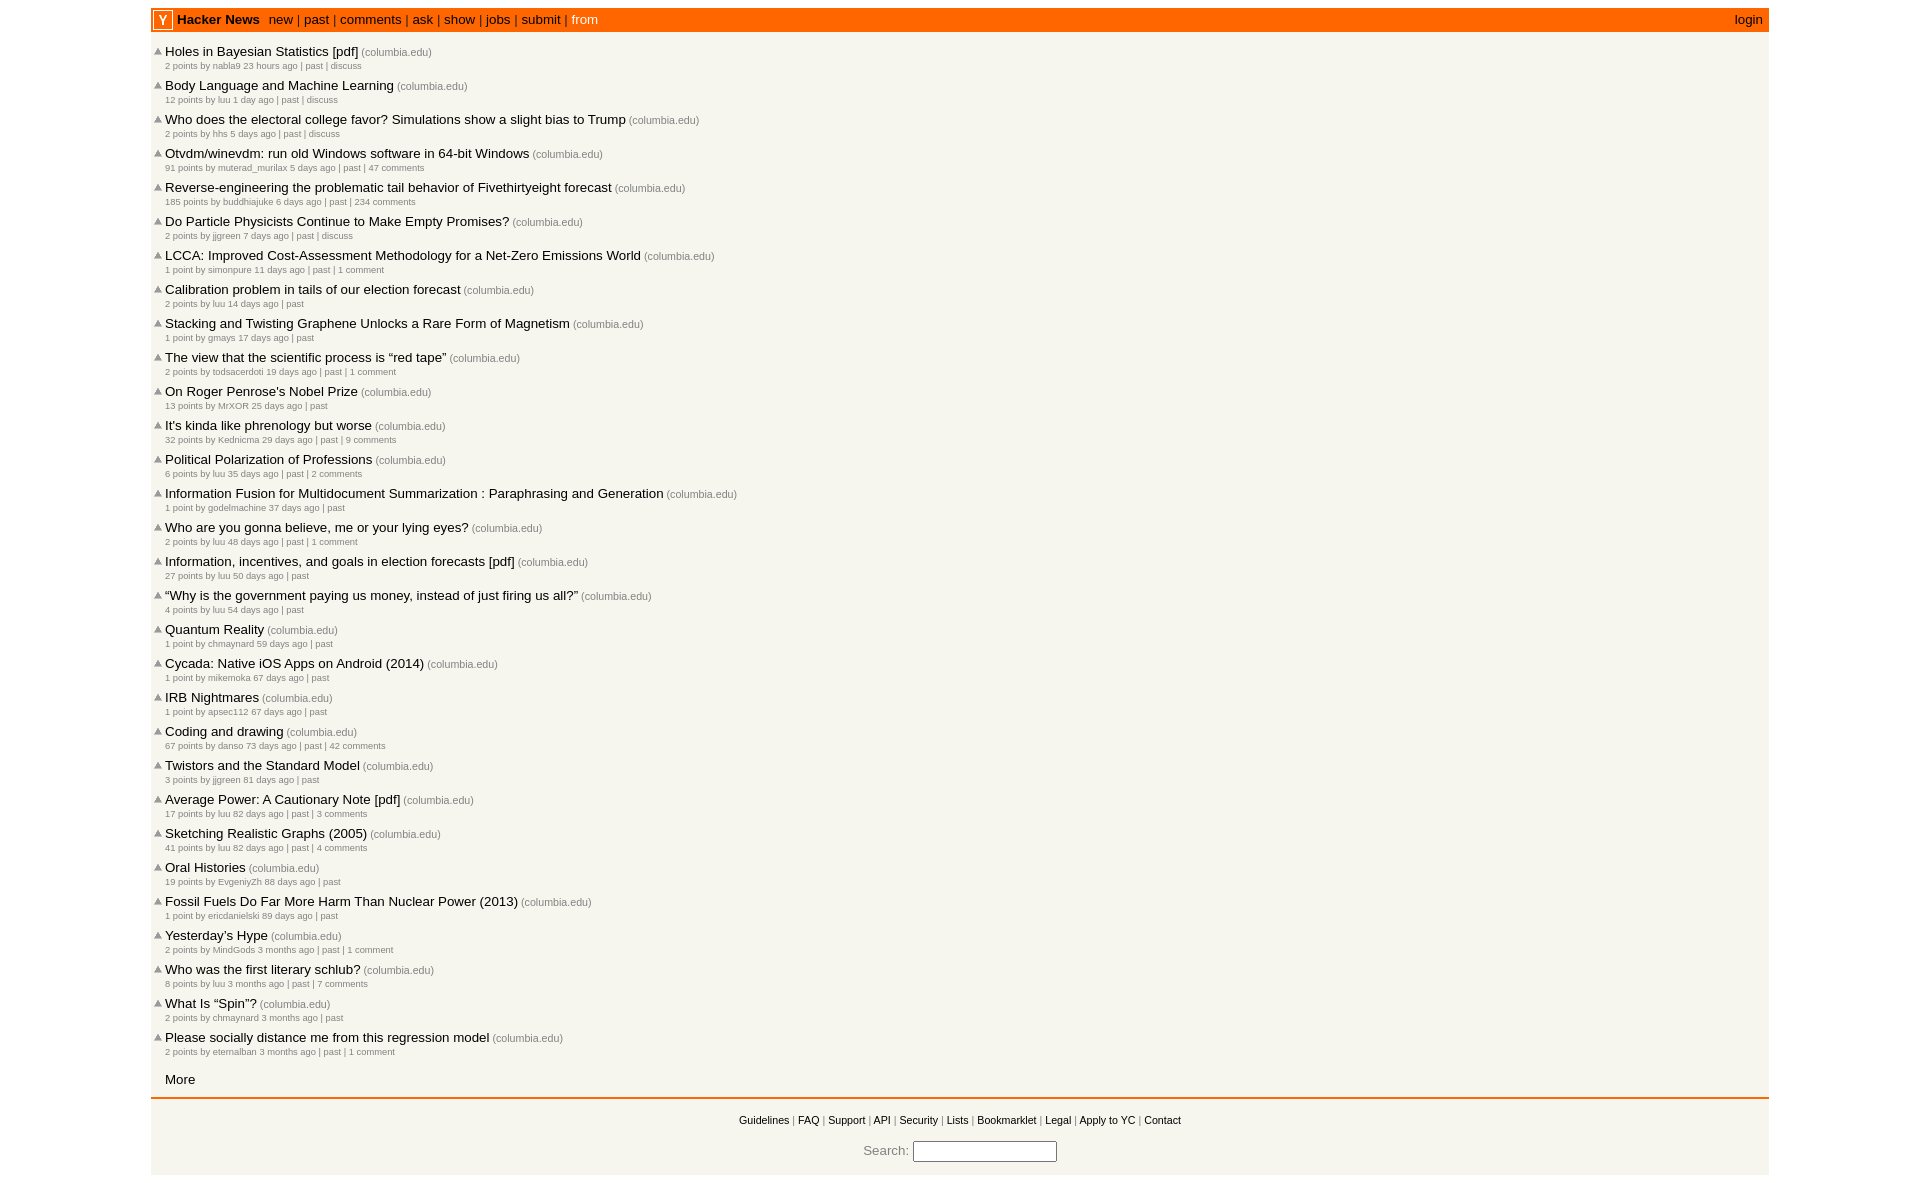 Y Hacker News new | past | comments | ask | show | jobs | submit | from login
Holes in Bayesian Statistics [pdf] (columbia.edu)
2 points by nabla9 23 hours ago | past | discuss
Body Language and Machine Learning (columbia.edu)
12 points by luu 1 day ago | past | discuss
Who does the electoral college favor? Simulations show a slight bias to Trump (columbia.edu)
2 points by hhs 5 days ago | past | discuss
Otvdm/winevdm: run old Windows software in 64-bit Windows (columbia.edu)
91 points by muterad_murilax 5 days ago | past | 47 comments
Reverse-engineering the problematic tail behavior of Fivethirtyeight forecast (columbia.edu)
185 points by buddhiajuke 6 days ago | past | 234 comments
Do Particle Physicists Continue to Make Empty Promises? (columbia.edu)
2 points by jjgreen 7 days ago | past | discuss
LCCA: Improved Cost-Assessment Methodology for a Net-Zero Emissions World (columbia.edu)
1 point by simonpure 11 days ago | past | 1 comment
Calibration problem in tails of our election forecast (columbia.edu)
2 points by luu 14 days ago | past
Stacking and Twisting Graphene Unlocks a Rare Form of Magnetism (columbia.edu)
1 point by gmays 17 days ago | past
The view that the scientific process is “red tape” (columbia.edu)
2 points by todsacerdoti 19 days ago | past | 1 comment
On Roger Penrose's Nobel Prize (columbia.edu)
13 points by MrXOR 25 days ago | past
It's kinda like phrenology but worse (columbia.edu)
32 points by Kednicma 29 days ago | past | 9 comments
Political Polarization of Professions (columbia.edu)
6 points by luu 35 days ago | past | 2 comments
Information Fusion for Multidocument Summarization : Paraphrasing and Generation (columbia.edu)
1 point by godelmachine 37 days ago | past
Who are you gonna believe, me or your lying eyes? (columbia.edu)
2 points by luu 48 days ago | past | 1 comment
Information, incentives, and goals in election forecasts [pdf] (columbia.edu)
27 points by luu 50 days ago | past
“Why is the government paying us money, instead of just firing us all?” (columbia.edu)
4 points by luu 54 days ago | past
Quantum Reality (columbia.edu)
1 point by chmaynard 59 days ago | past
Cycada: Native iOS Apps on Android (2014) (columbia.edu)
1 point by mikemoka 67 days ago | past
IRB Nightmares (columbia.edu)
1 point by apsec112 67 days ago | past
Coding and drawing (columbia.edu)
67 points by danso 73 days ago | past | 42 comments
Twistors and the Standard Model (columbia.edu)
3 points by jjgreen 81 days ago | past
Average Power: A Cautionary Note [pdf] (columbia.edu)
17 points by luu 82 days ago | past | 3 comments
Sketching Realistic Graphs (2005) (columbia.edu)
41 points by luu 82 days ago | past | 4 comments
Oral Histories (columbia.edu)
19 points by EvgeniyZh 88 days ago | past
Fossil Fuels Do Far More Harm Than Nuclear Power (2013) (columbia.edu)
1 point by ericdanielski 89 days ago | past
Yesterday’s Hype (columbia.edu)
2 points by MindGods 3 months ago | past | 1 comment
Who was the first literary schlub? (columbia.edu)
8 points by luu 3 months ago | past | 7 comments
What Is “Spin”? (columbia.edu)
2 points by chmaynard 3 months ago | past
Please socially distance me from this regression model (columbia.edu)
2 points by eternalban 3 months ago | past | 1 comment
More
Guidelines | FAQ | Support | API | Security | Lists | Bookmarklet | Legal | Apply to YC | Contact
Search: